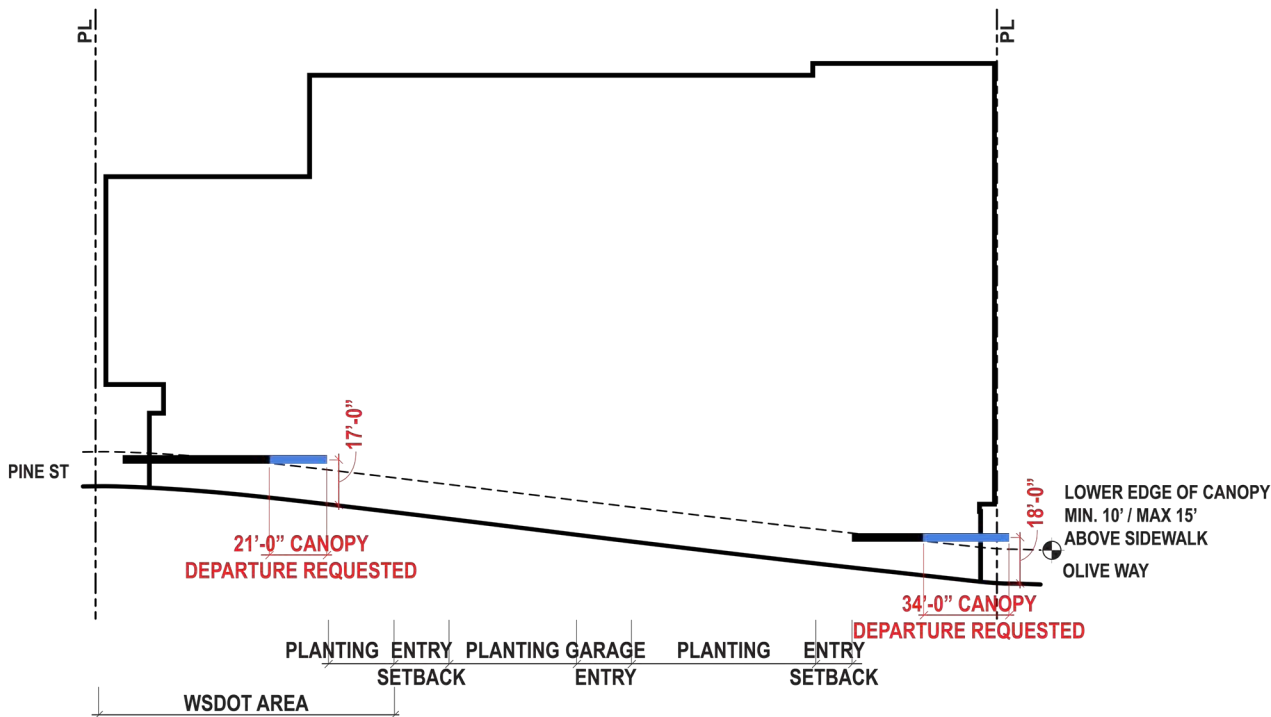 PL
PL
17’-0”
PINE ST
18’-0”
LOWER EDGE OF CANOPY
MIN. 10’ / MAX 15’
ABOVE SIDEWALK
OLIVE WAY
21’-0” CANOPY
DEPARTURE REQUESTED
34’-0” CANOPY
DEPARTURE REQUESTED
PLANTING
ENTRY
SETBACK
PLANTING
GARAGE
ENTRY
PLANTING
ENTRY
SETBACK
WSDOT AREA